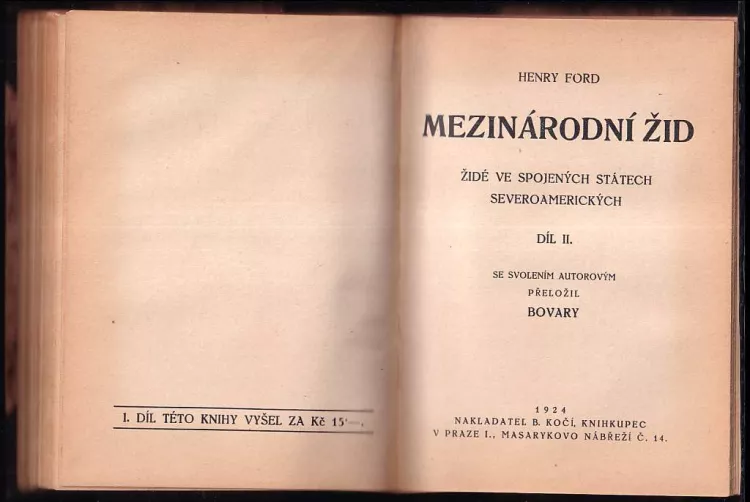 I. DÍL TÉTO KNIHY VYŠEL ZA Kč 15'—.
HENRY FORD
MEZINÁRODNÍ ŽID
ŽIDÉ VE SPOJENÝCH STÁTECH
SEVEROAMERICKÝCH
DÍL II.
SE SVOLENÍM AUTOROVÝM
PŘELOŽIL
BOVARY
1924
NAKLADATEL B. KOČÍ, KNIHKUPEC
V PRAZE I., MASARYKOVO NÁBŘEŽÍ Č. 14.